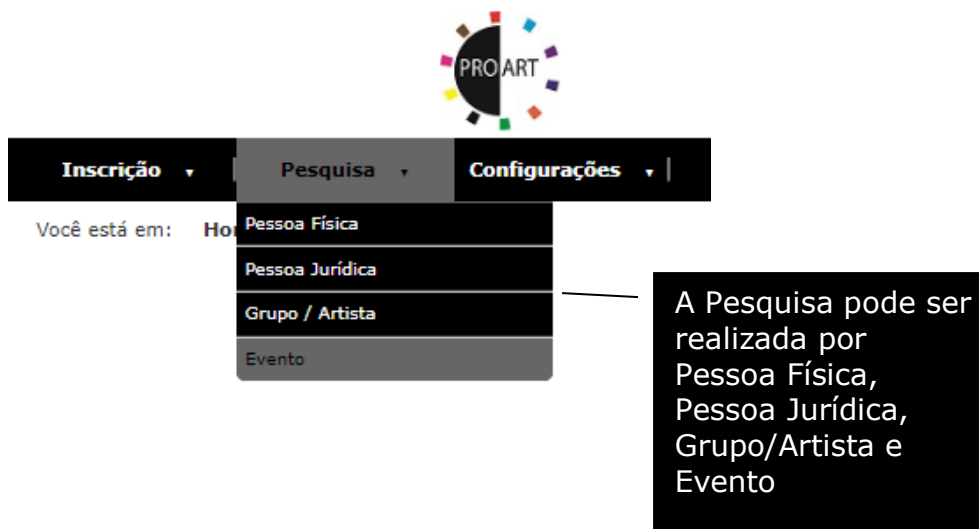 PRO ART
Inscrição ▼ | Pesquisa ▼ Configurações ▼ |
Você está em: Ho
Pessoa Física
Pessoa Jurídica
Grupo / Artista
Evento
A Pesquisa pode ser
realizada por
Pessoa Física,
Pessoa Jurídica,
Grupo/Artista e
Evento